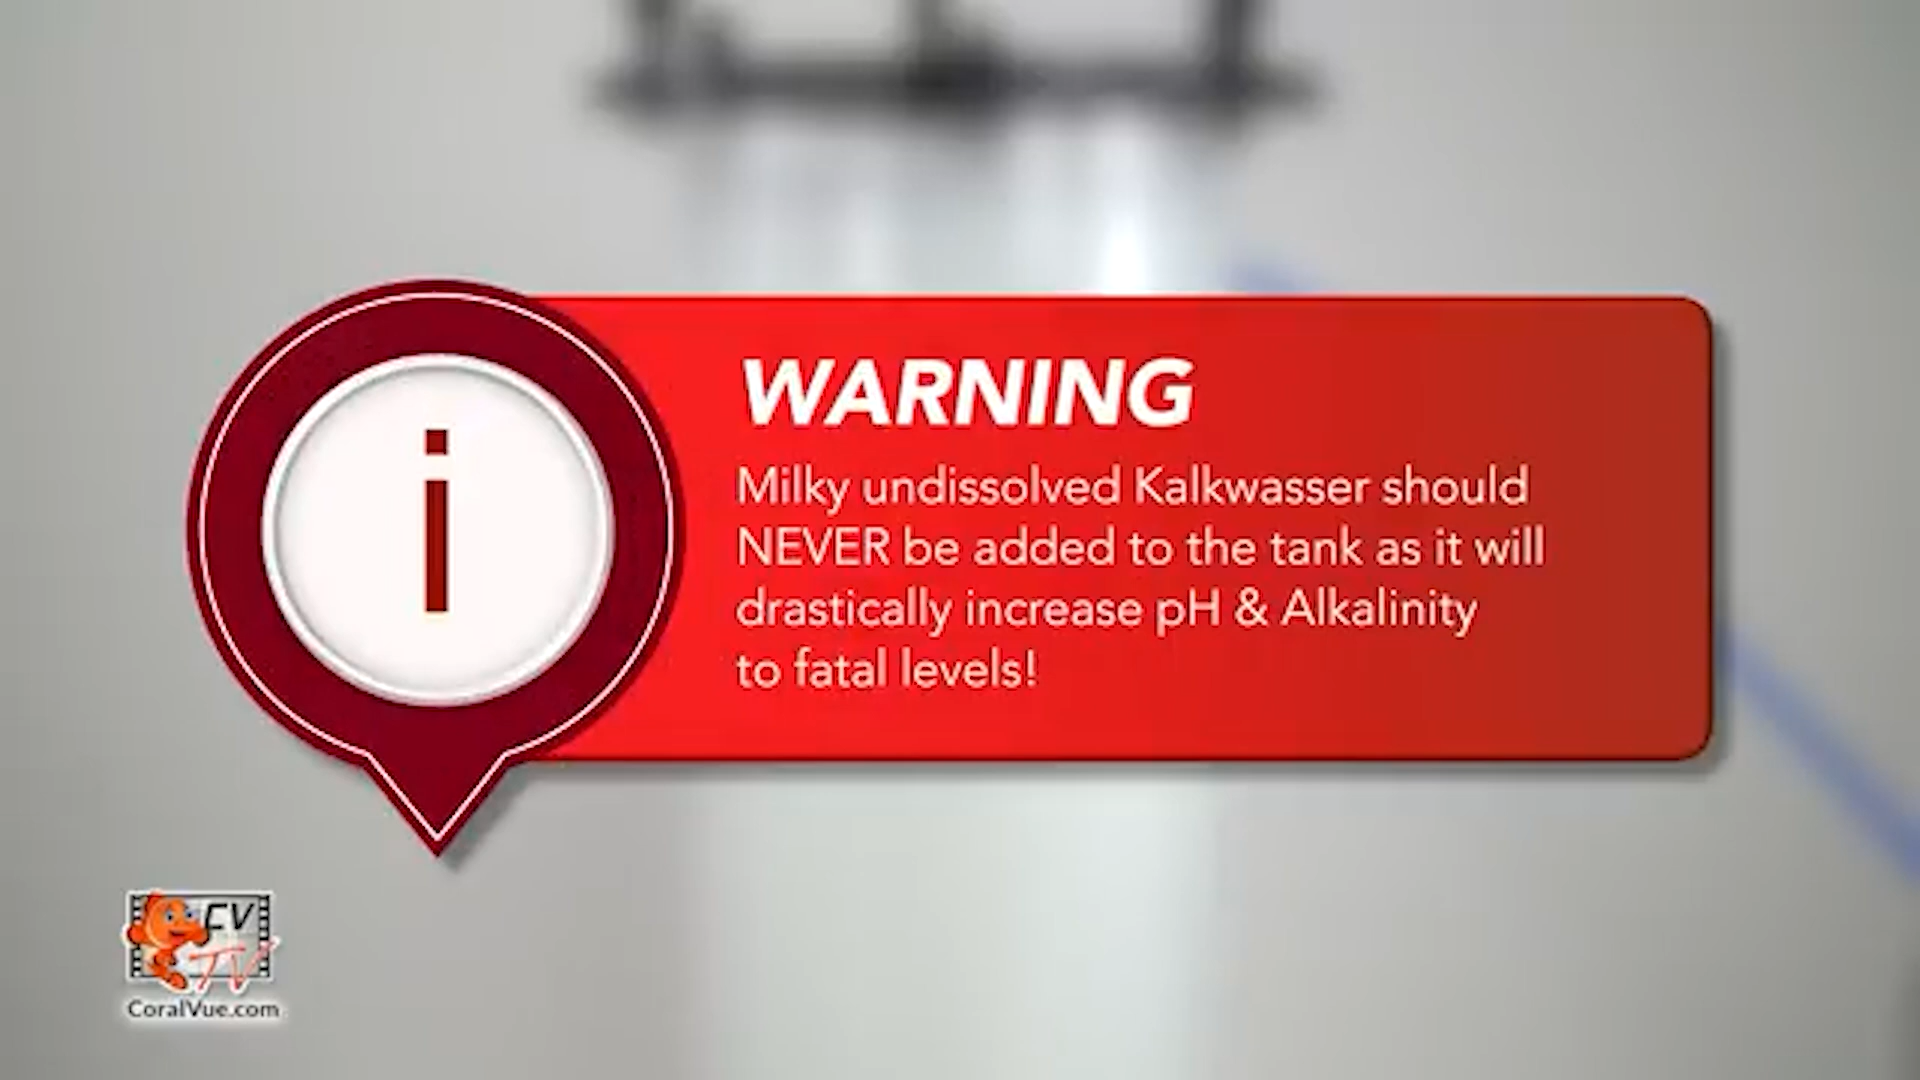 i
WARNING
Milky undissolved Kalkwasser should
NEVER be added to the tank as it will
drastically increase pH & Alkalinity
to fatal levels!
CV
TV
CoralVue.com